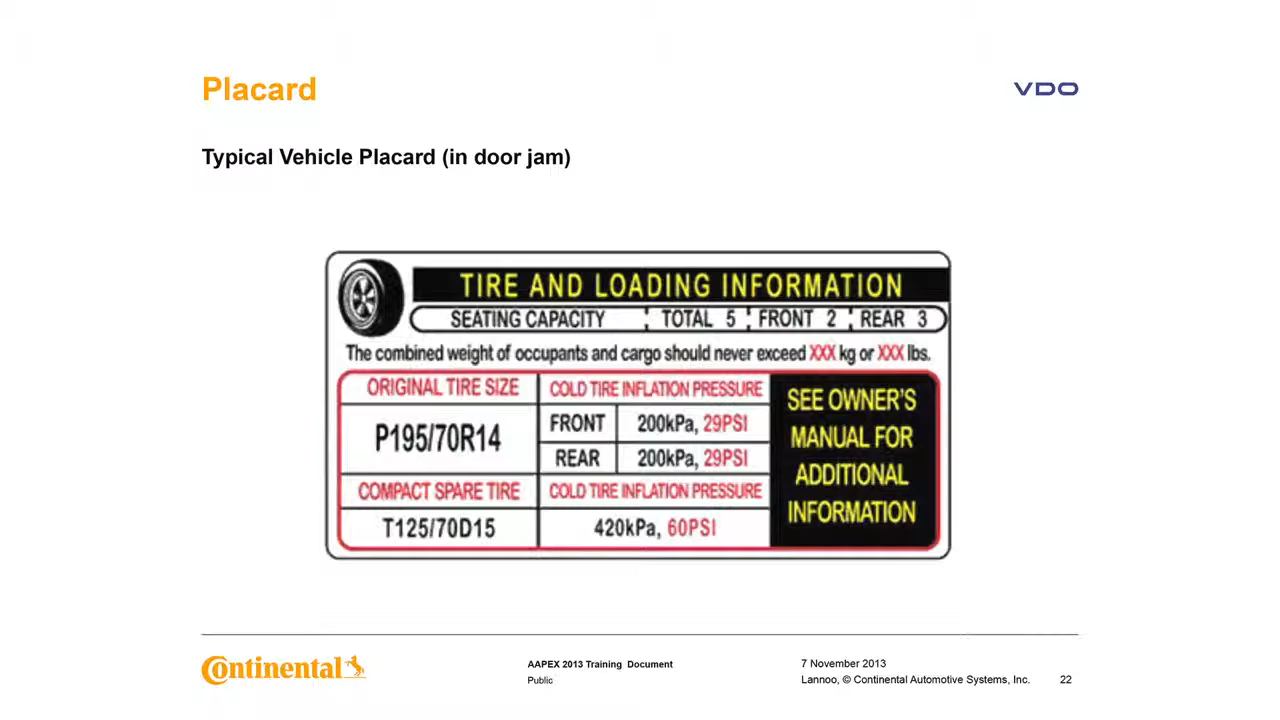 Placard
VDO
Typical Vehicle Placard (in door jam)
TIRE AND LOADING INFORMATION
SEATING CAPACITY TOTAL 5 FRONT 2 REAR 3
The combined weight of occupants and cargo should never exceed XXX kg or XXX lbs.
ORIGINAL TIRE SIZE
COLD TIRE INFLATION PRESSURE
P195/70R14
FRONT 200kPa, 29PSI
REAR 200kPa, 29PSI
COMPACT SPARE TIRE
COLD TIRE INFLATION PRESSURE
T125/70D15
420kPa, 60PSI
SEE OWNER'S
MANUAL FOR
ADDITIONAL
INFORMATION
Continental
AAPEX 2013 Training Document
Public
7 November 2013
Lannoo, © Continental Automotive Systems, Inc.
22